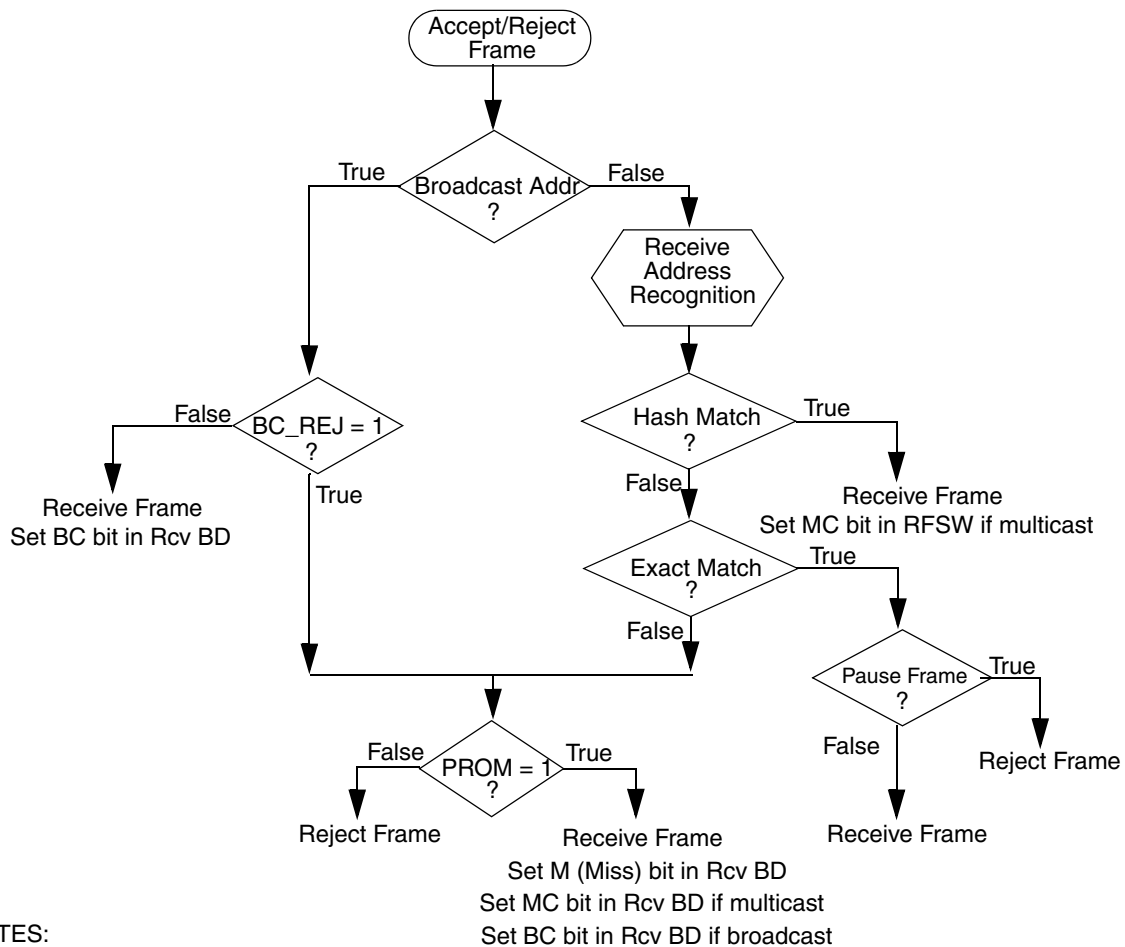 Accept/Reject
Frame
True
False
Broadcast Addr
?
Receive
Address
Recognition
False
BC_REJ = 1
?
True
Hash Match
?
True
False
Receive Frame
Set BC bit in Rcv BD
Receive Frame
Set MC bit in RFSW if multicast
Exact Match
?
True
False
Pause Frame
?
True
False
Reject Frame
False
PROM = 1
?
True
Reject Frame
Receive Frame
Set M (Miss) bit in Rcv BD
Set MC bit in Rcv BD if multicast
Set BC bit in Rcv BD if broadcast
Receive Frame
TES: